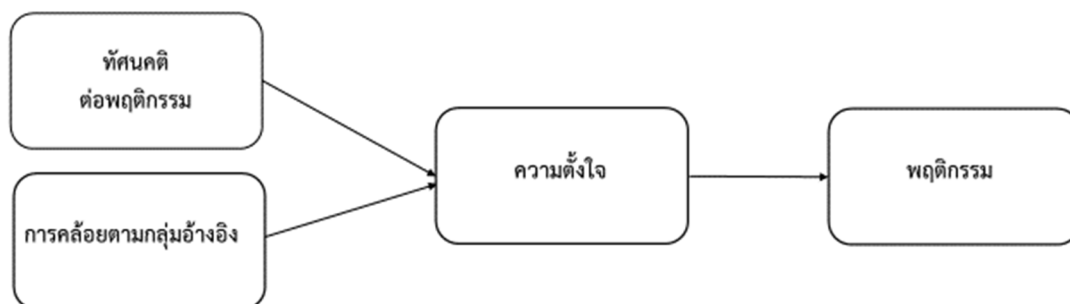 ทัศนคติ
ต่อพฤติกรรม
การคล้อยตามกลุ่มอ้างอิง
ความตั้งใจ
พฤติกรรม